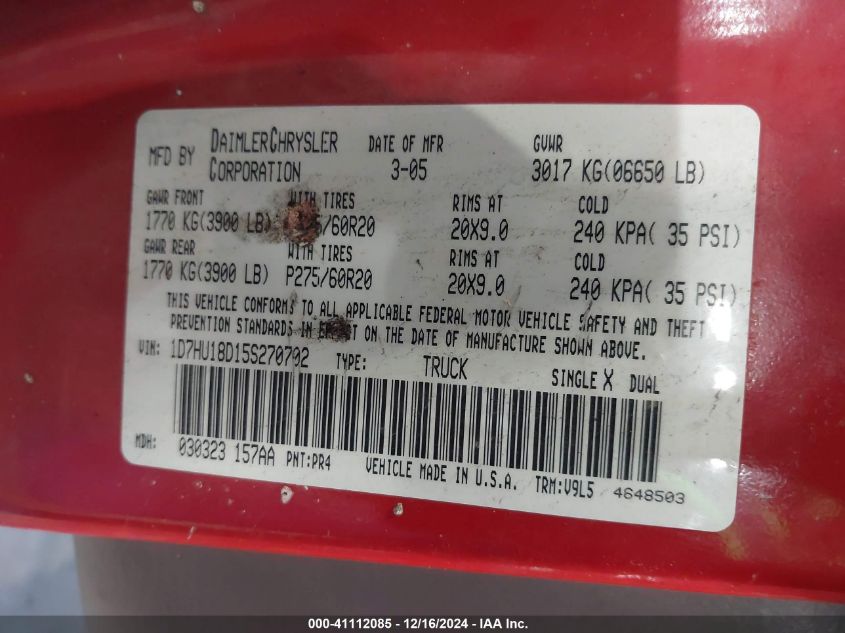 MFD BY DAIMLERCHRYSLER CORPORATION DATE OF MFR 3-05 GVWR 3017 KG(06650 LB)
GAWR FRONT WITH TIRES RIMS AT COLD
1770 KG(3900 LB) /60R20 20X9.0 240 KPA( 35 PSI)
GAWR REAR WITH TIRES RIMS AT COLD
1770 KG(3900 LB) P275/60R20 20X9.0 240 KPA( 35 PSI)
THIS VEHICLE CONFORMS TO ALL APPLICABLE FEDERAL MOTOR VEHICLE SAFETY AND THEFT
PREVENTION STANDARDS IN EFFECT ON THE DATE OF MANUFACTURE SHOWN ABOVE.
VIN: 1D7HU18D15S270702 TYPE: TRUCK SINGLE X DUAL
MDH: 030323 157AA PNT:PR4 VEHICLE MADE IN U.S.A. TRM:V9L5 4648503
000-41112085 - 12/16/2024 - IAA Inc.